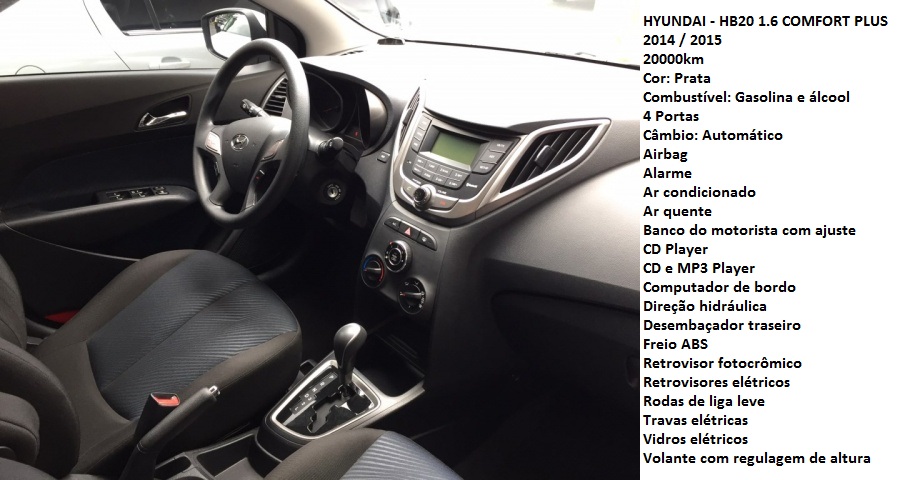 HYUNDAI - HB20 1.6 COMFORT PLUS
2014 / 2015
20000km
Cor: Prata
Combustível: Gasolina e álcool
4 Portas
Câmbio: Automático
Airbag
Alarme
Ar condicionado
Ar quente
Banco do motorista com ajuste
CD Player
CD e MP3 Player
Computador de bordo
Direção hidráulica
Desembaçador traseiro
Freio ABS
Retrovisor fotocrômico
Retrovisores elétricos
Rodas de liga leve
Travas elétricas
Vidros elétricos
Volante com regulagem de altura